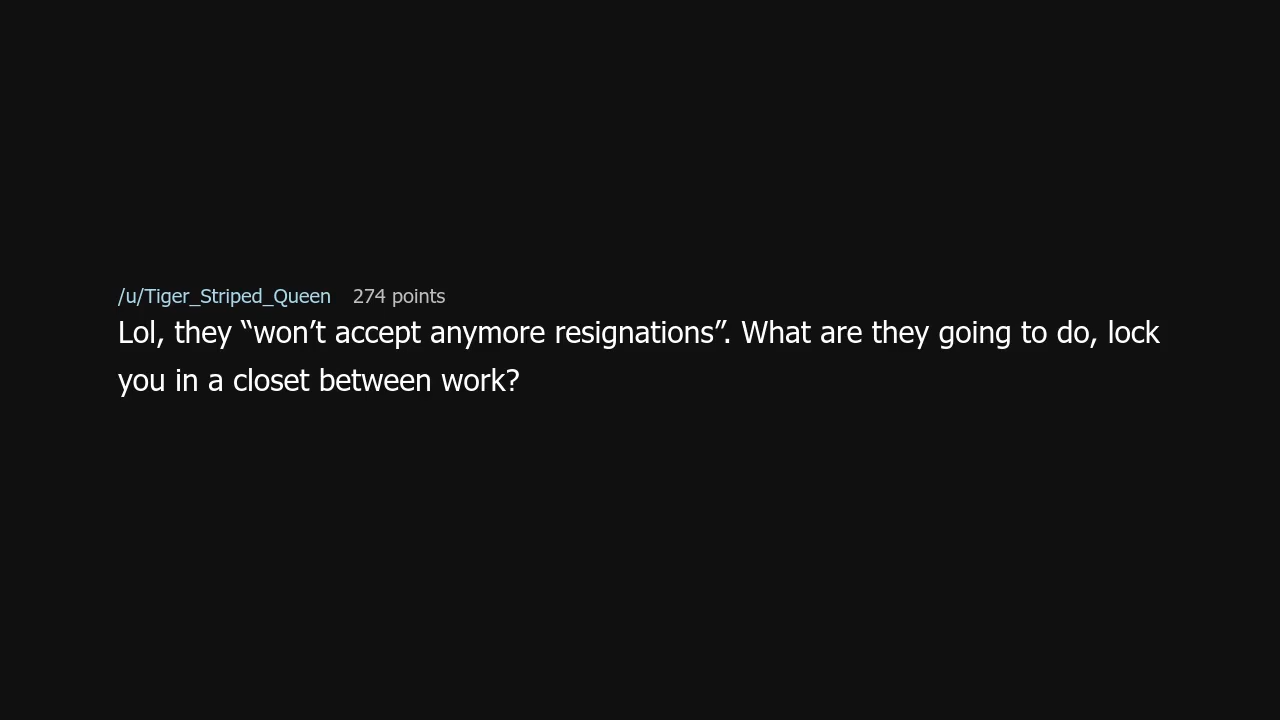 /u/Tiger_Striped_Queen 274 points
Lol, they “won’t accept anymore resignations”. What are they going to do, lock
you in a closet between work?